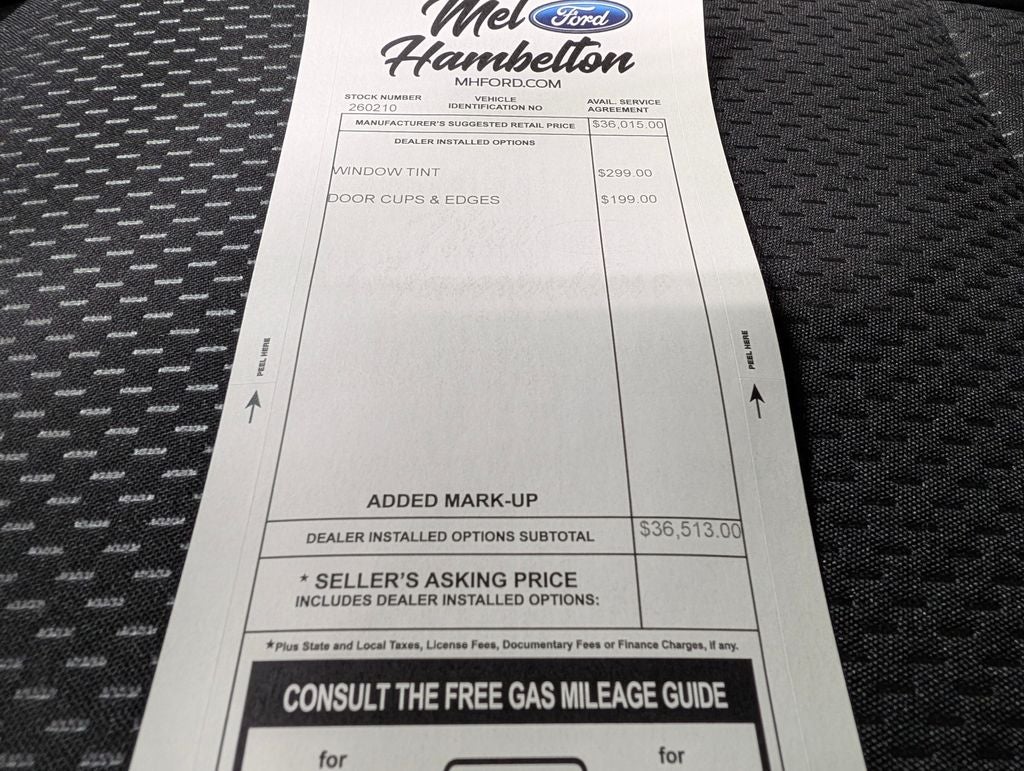 Mel Ford
Hambelton
MHFORD.COM
STOCK NUMBER
260210
VEHICLE
IDENTIFICATION NO
AVAIL. SERVICE
AGREEMENT
MANUFACTURER'S SUGGESTED RETAIL PRICE $36,015.00
DEALER INSTALLED OPTIONS
WINDOW TINT $299.00
DOOR CUPS & EDGES $199.00
PEEL HERE
PEEL HERE
ADDED MARK-UP
DEALER INSTALLED OPTIONS SUBTOTAL $36,513.00
* SELLER'S ASKING PRICE
INCLUDES DEALER INSTALLED OPTIONS:
*Plus State and Local Taxes, License Fees, Documentary Fees or Finance Charges, if any.
CONSULT THE FREE GAS MILEAGE GUIDE
for for